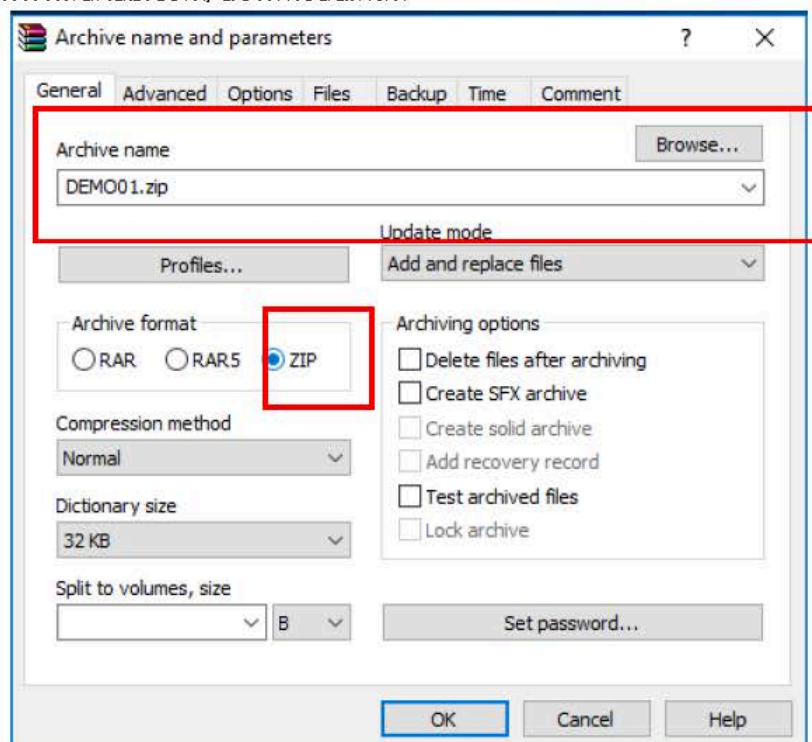 Archive name and parameters
?
General Advanced Options Files Backup Time Comment
Archive name
Browse...
DEMO01.zip
Update mode
Profiles...
Add and replace files
Archive format
RAR RAR5 ZIP
Archiving options
Delete files after archiving
Create SFX archive
Create solid archive
Add recovery record
Test archived files
Lock archive
Compression method
Normal
Dictionary size
32 KB
Split to volumes, size
B
Set password...
OK Cancel Help